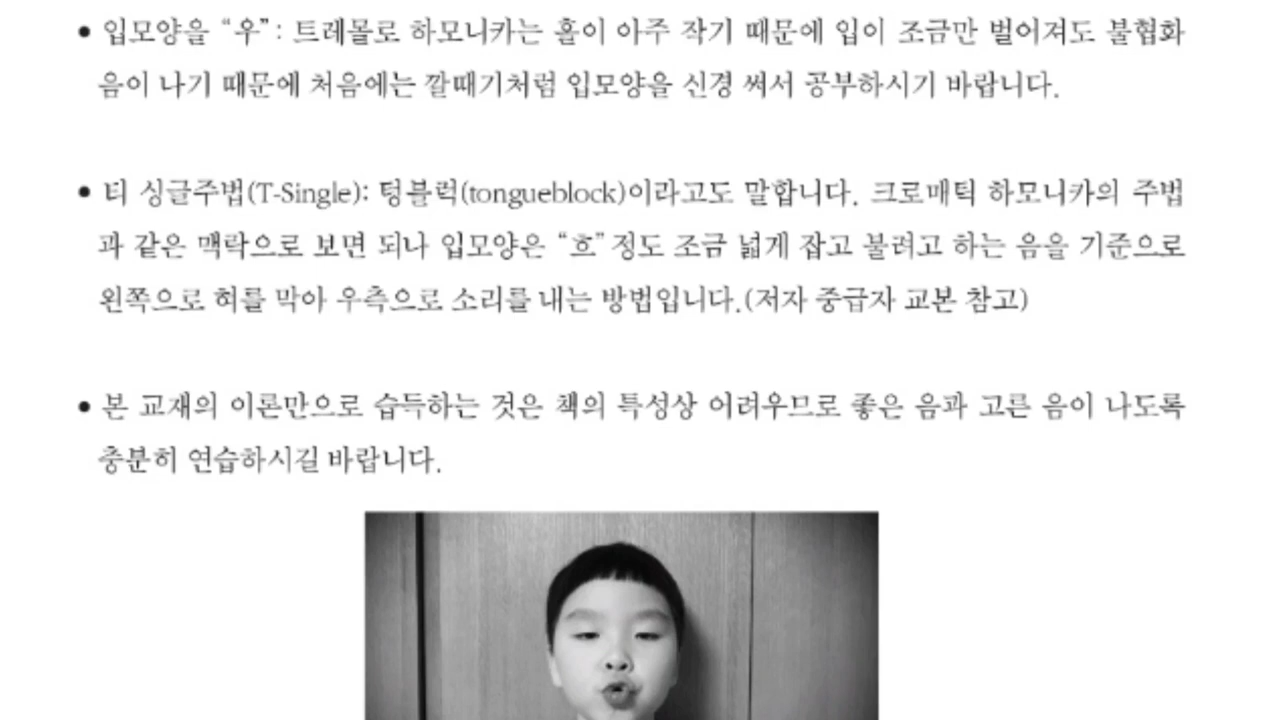 ● 입모양을 “우”: 트레몰로 하모니카는 홀이 아주 작기 때문에 입이 조금만 벌어져도 불협화
음이 나기 때문에 처음에는 깔때기처럼 입모양을 신경 써서 공부하시기 바랍니다.
● 티 싱글주법(T-Single): 텅블럭(tongueblock)이라고도 말합니다. 크로매틱 하모니카의 주법
과 같은 맥락으로 보면 되나 입모양은 “흐”정도 조금 넓게 잡고 불려고 하는 음을 기준으로
왼쪽으로 혀를 막아 우측으로 소리를 내는 방법입니다.(저자 중급자 교본 참고)
● 본 교재의 이론만으로 습득하는 것은 책의 특성상 어려우므로 좋은 음과 고른 음이 나도록
충분히 연습하시길 바랍니다.